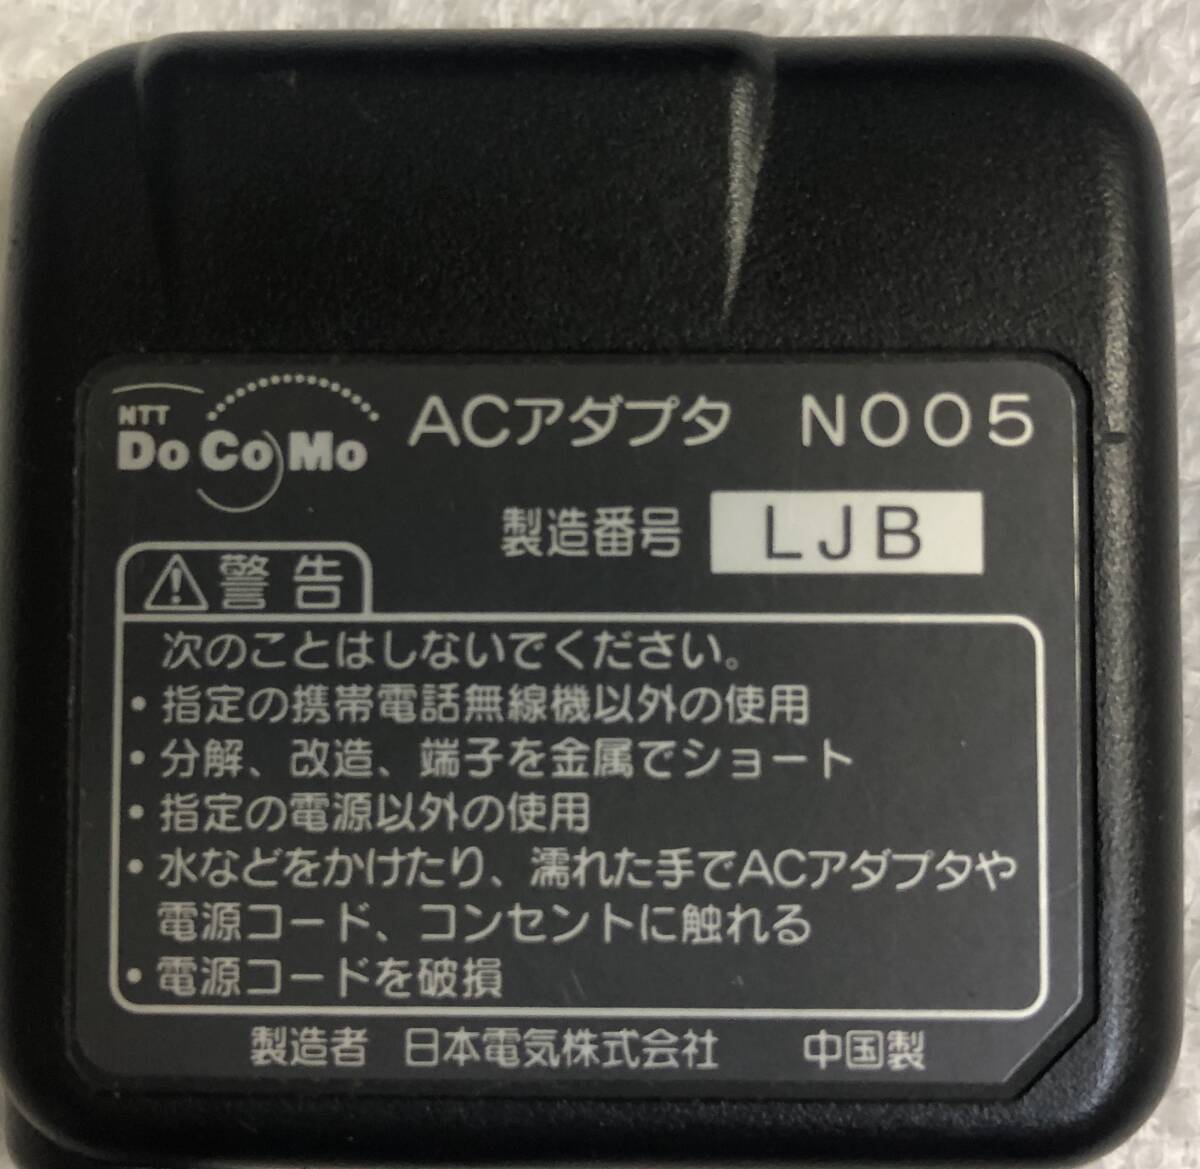 NTT
DoCoMo ACアダプタ N005
製造番号 LJB
⚠警告
次のことはしないでください。
・指定の携帯電話無線機以外の使用
・分解、改造、端子を金属でショート
・指定の電源以外の使用
・水などをかけたり、濡れた手でACアダプタや
電源コード、コンセントに触れる
・電源コードを破損
製造者 日本電気株式会社 中国製